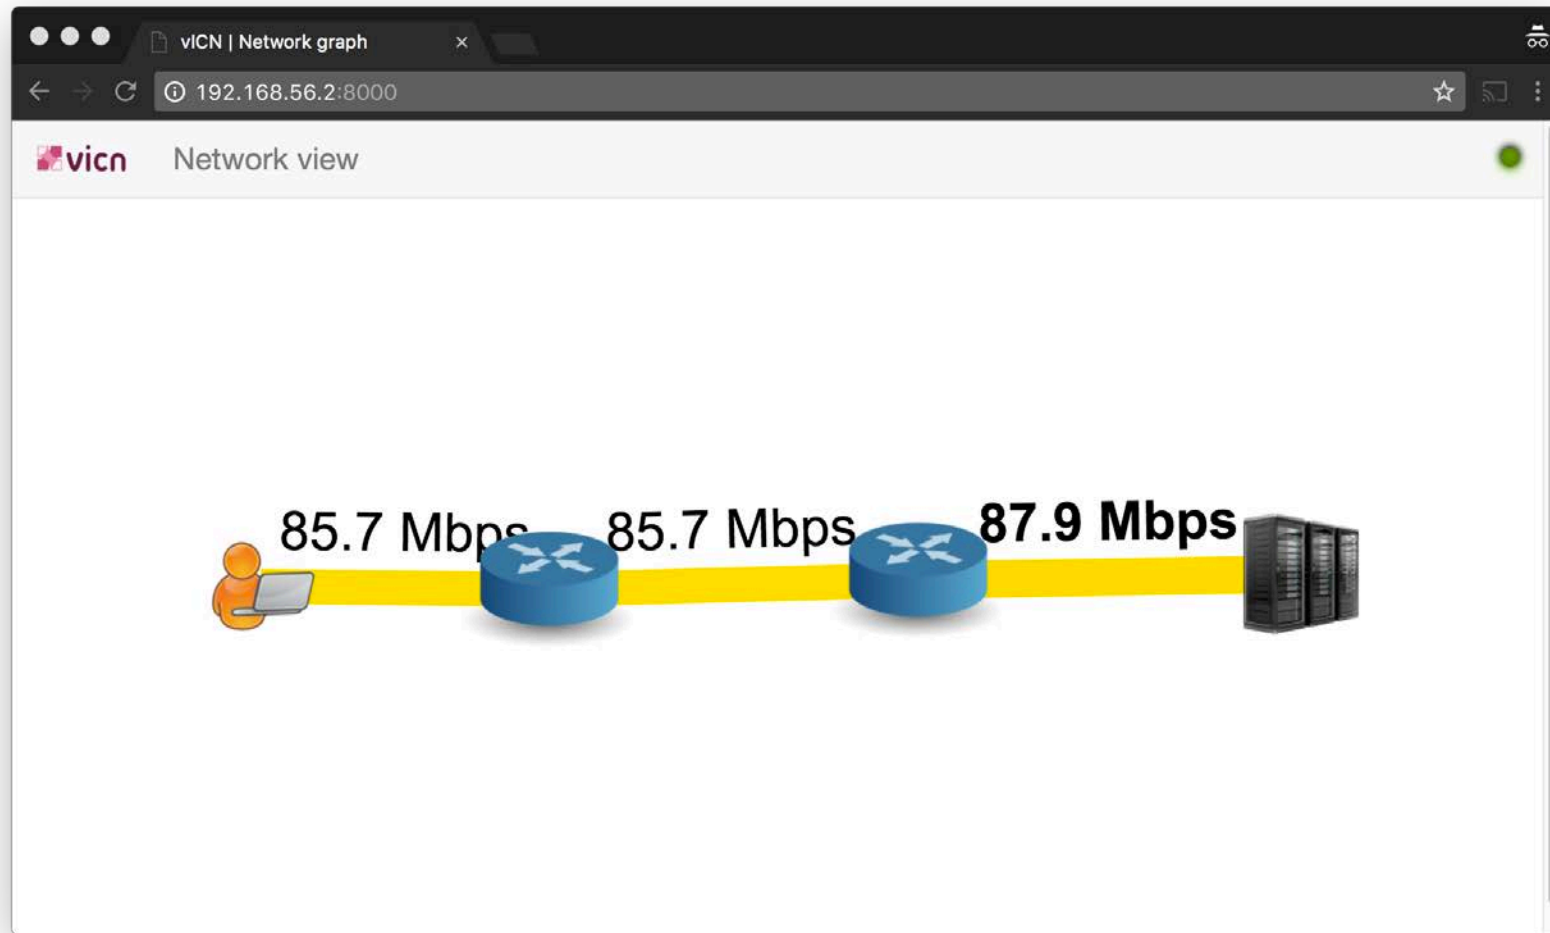 vICN | Network graph
192.168.56.2:8000
vicn Network view
85.7 Mbps 85.7 Mbps 87.9 Mbps